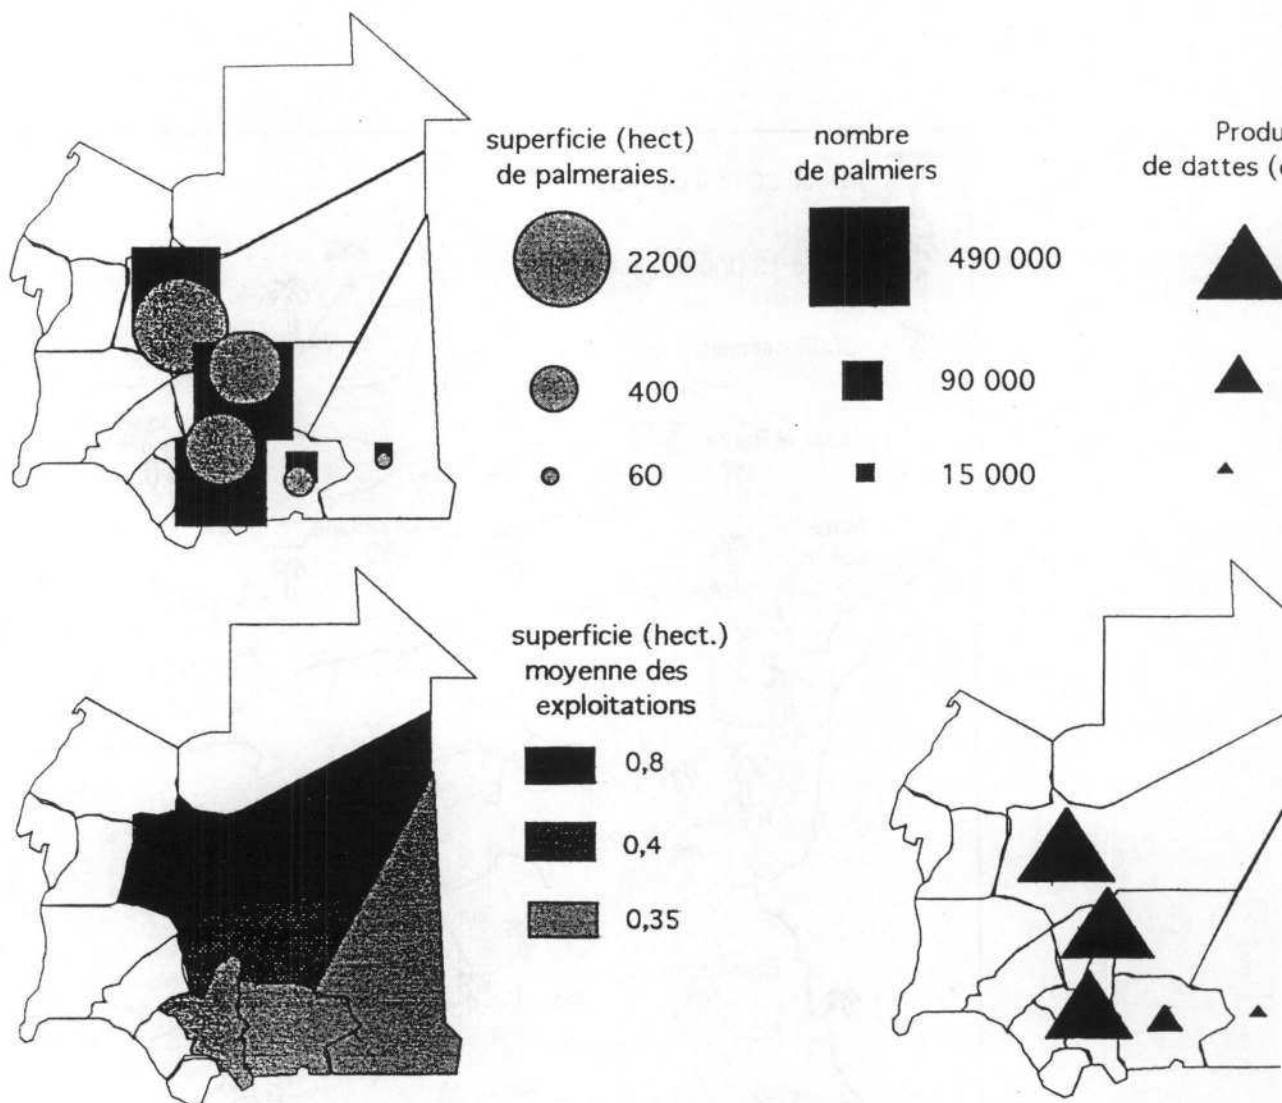 superficie (hect)
de palmeraies.
2200
400
60
nombre
de palmiers
490 000
90 000
15 000
Produ
de dattes (
superficie (hect.)
moyenne des
exploitations
0,8
0,4
0,35